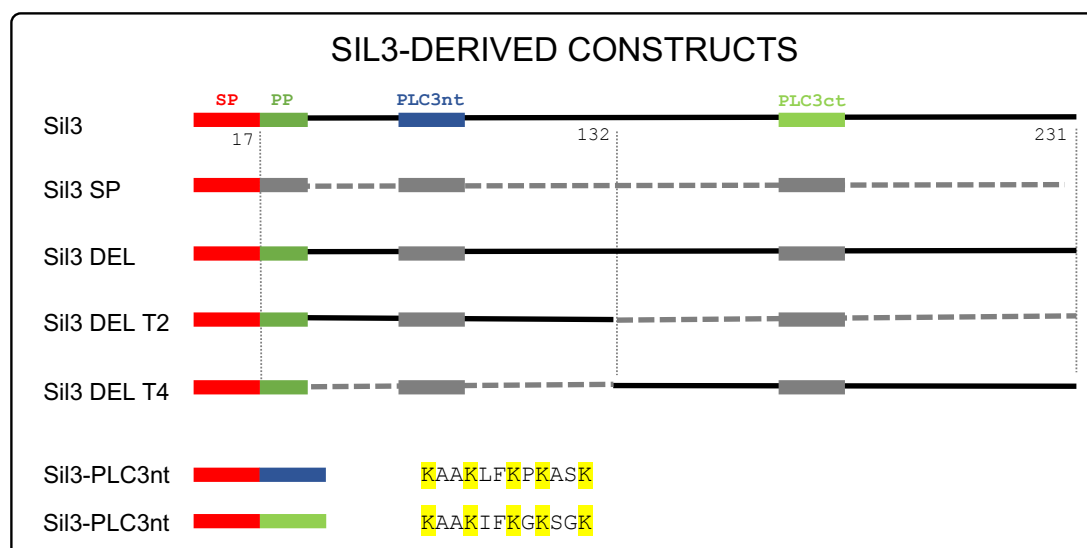 SIL3-DERIVED CONSTRUCTS
SP PP PLC3nt PLC3ct
Sil3
17 132 231
Sil3 SP
Sil3 DEL
Sil3 DEL T2
Sil3 DEL T4
Sil3-PLC3nt KAAKLFKPKASK
Sil3-PLC3nt KAAKIFKGKSGK